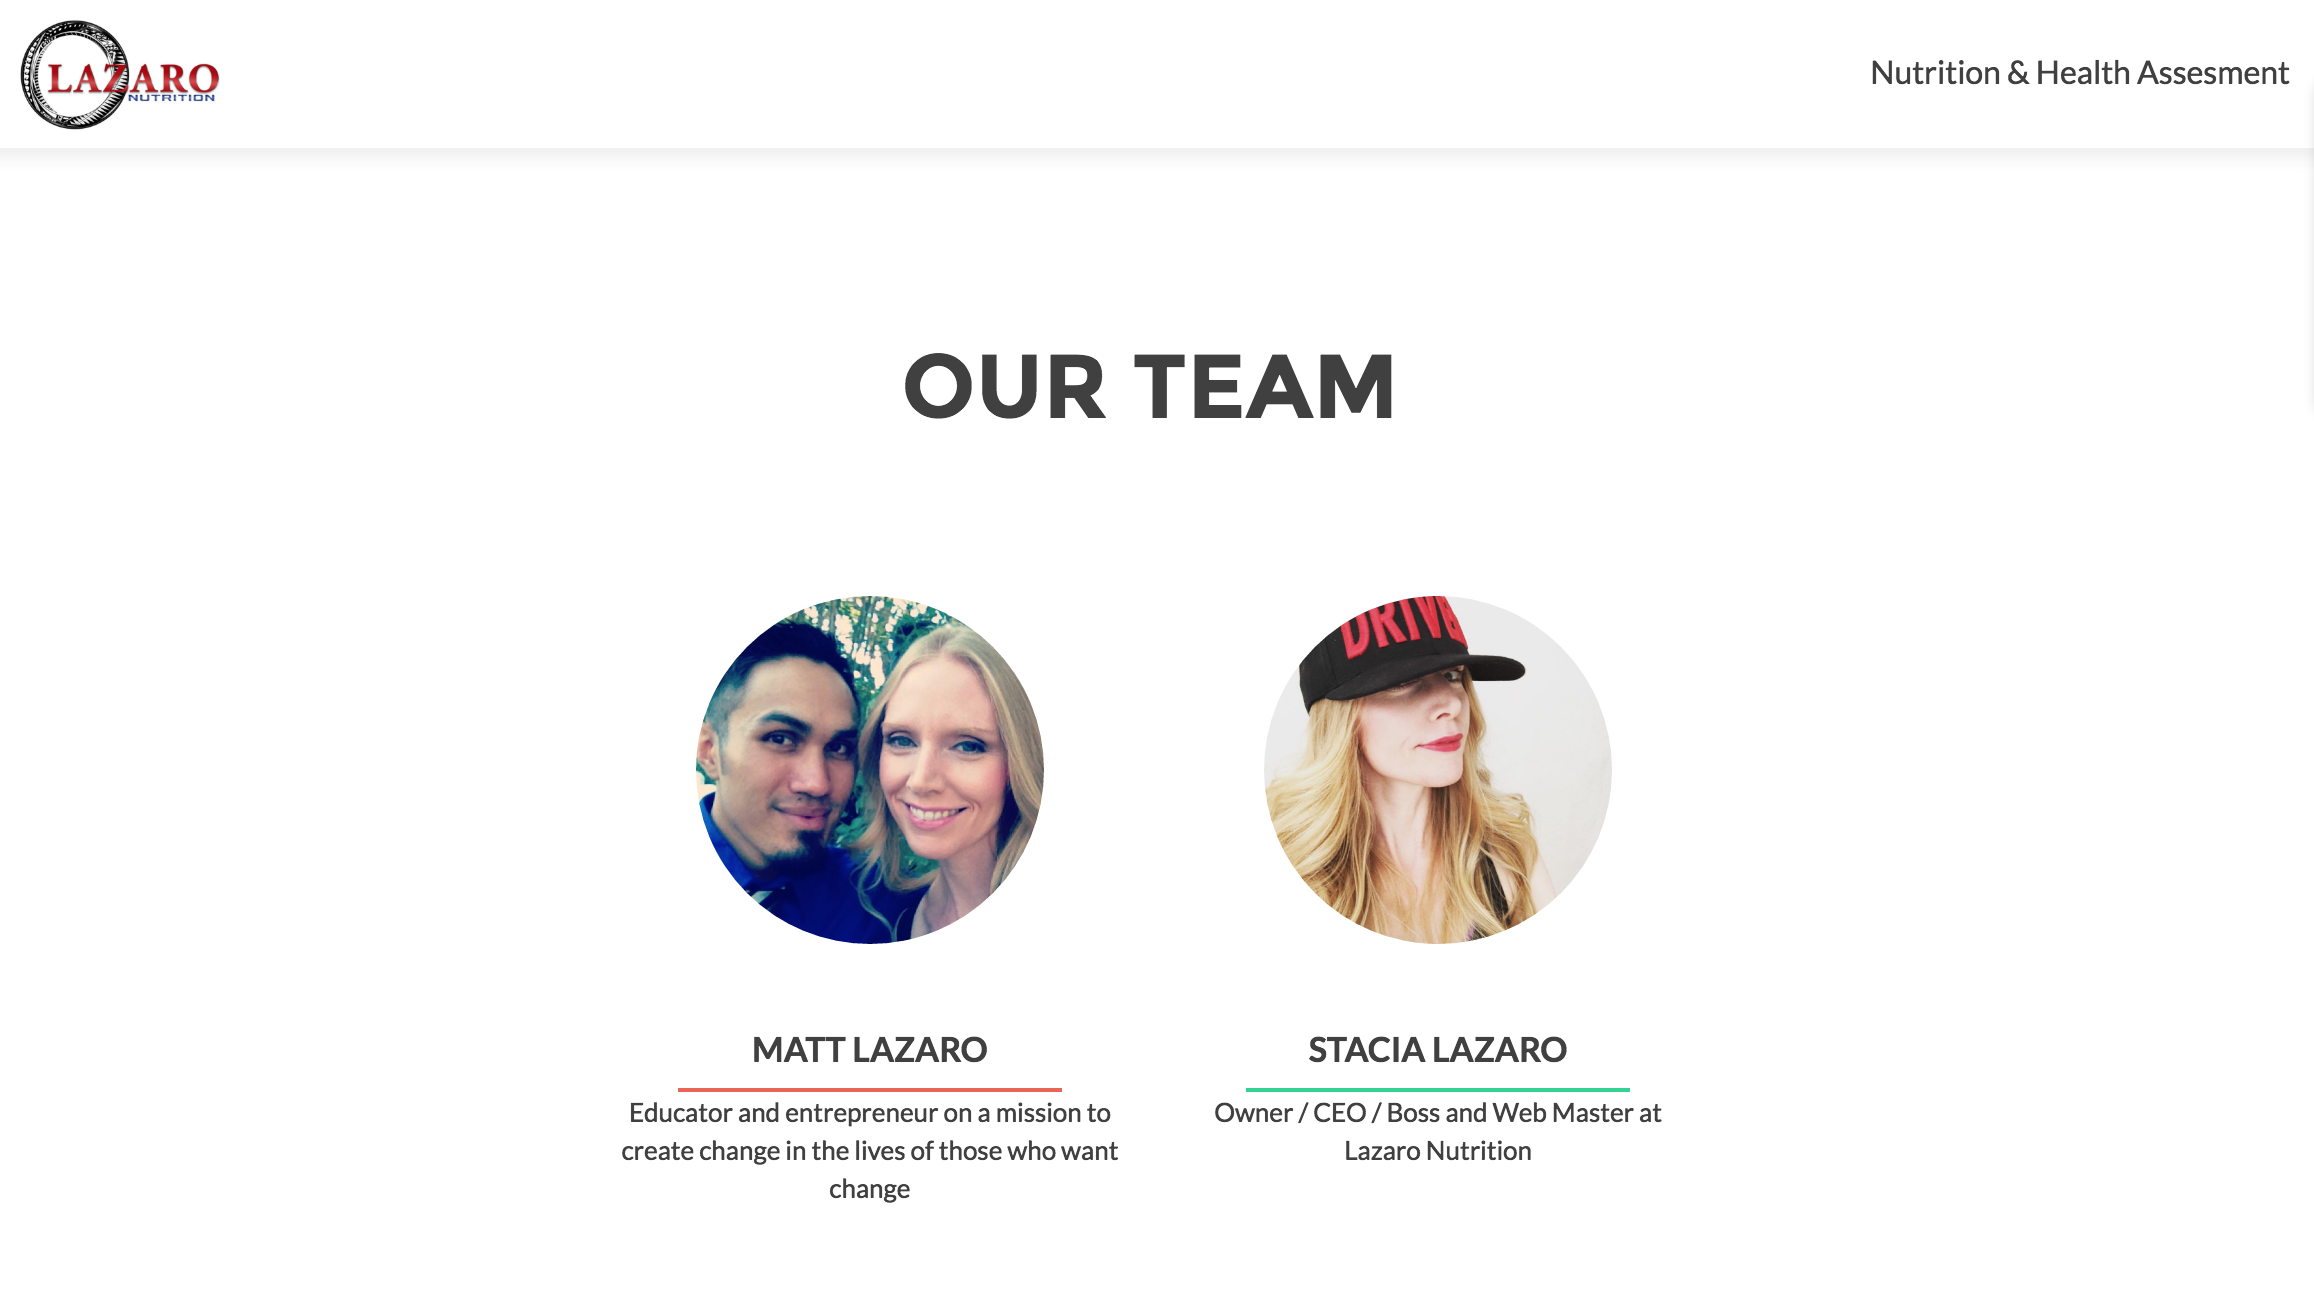 LAZARO
NUTRITION
Nutrition & Health Assesment
OUR TEAM
MATT LAZARO
Educator and entrepreneur on a mission to
create change in the lives of those who want
change
STACIA LAZARO
Owner / CEO / Boss and Web Master at
Lazaro Nutrition